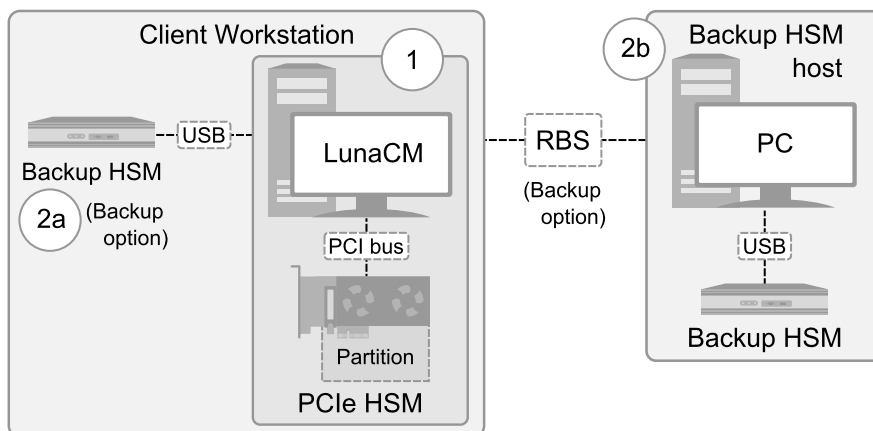 Client Workstation
1
USB
LunaCM
Backup HSM
2a
(Backup
option)
PCI bus
Partition
PCIe HSM
RBS
(Backup
option)
2b
Backup HSM
host
PC
USB
Backup HSM